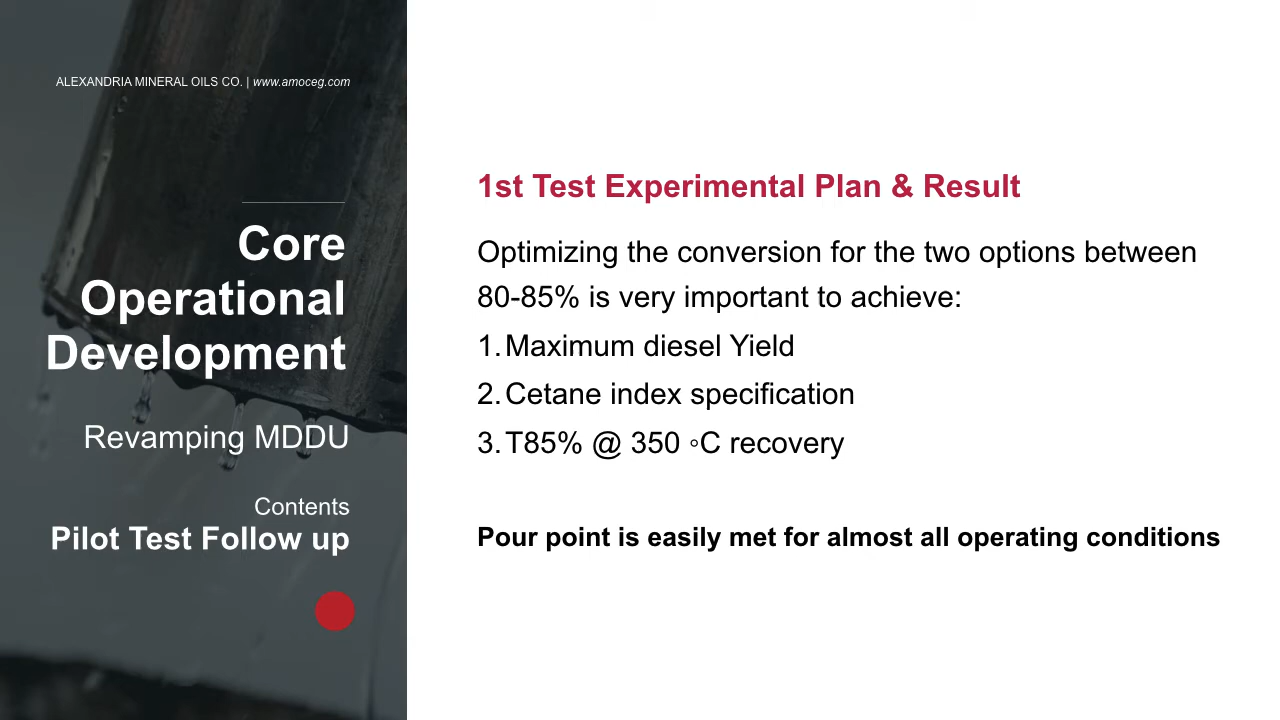 ALEXANDRIA MINERAL OILS CO. | www.amoceg.com
Core
Operational
Development
Revamping MDDU
Contents
Pilot Test Follow up
1st Test Experimental Plan & Result
Optimizing the conversion for the two options between
80-85% is very important to achieve:
1. Maximum diesel Yield
2. Cetane index specification
3. T85% @ 350 ◦C recovery
Pour point is easily met for almost all operating conditions